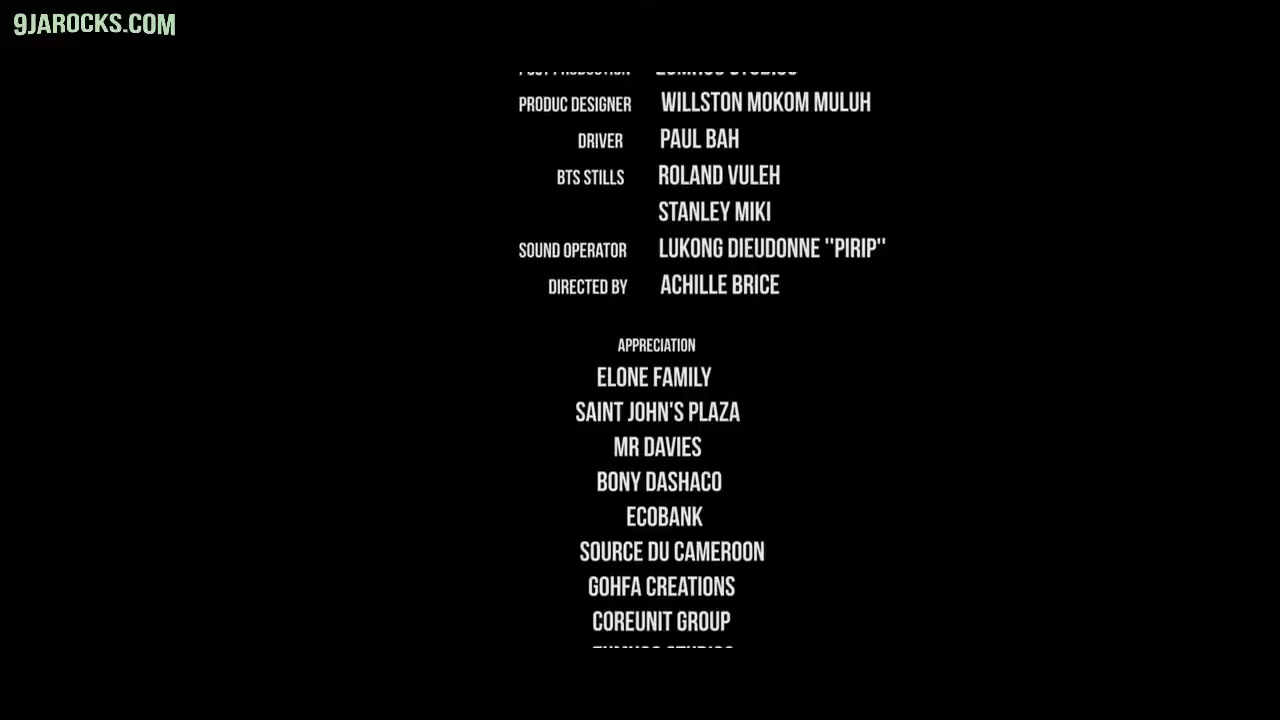 9JAROCKS.COM
PRODUC DESIGNER WILLSTON MOKOM MULUH
DRIVER PAUL BAH
BTS STILLS ROLAND VULEH
STANLEY MIKI
SOUND OPERATOR LUKONG DIEUDONNE "PIRIP"
DIRECTED BY ACHILLE BRICE
APPRECIATION
ELONE FAMILY
SAINT JOHN'S PLAZA
MR DAVIES
BONY DASHACO
ECOBANK
SOURCE DU CAMEROON
GOHFA CREATIONS
COREUNIT GROUP